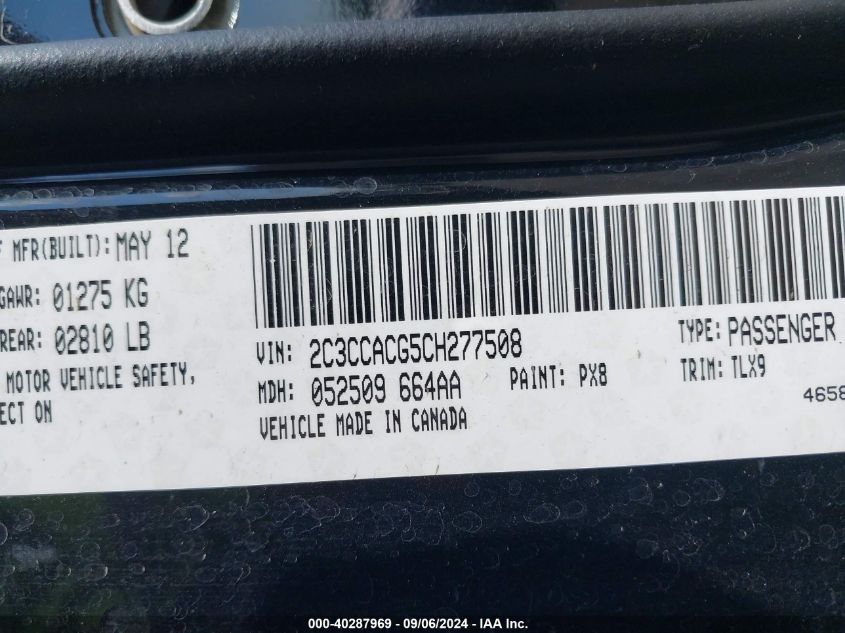 F MFR(BUILT): MAY 12
GAWR: 01275 KG
REAR: 02810 LB
MOTOR VEHICLE SAFETY,
ECT ON
VIN: 2C3CCACG5CH277508
MDH: 052509 664AA PAINT: PX8
VEHICLE MADE IN CANADA
TYPE: PASSENGER
TRIM: TLX9
4658
000-40287969 - 09/06/2024 - IAA Inc.